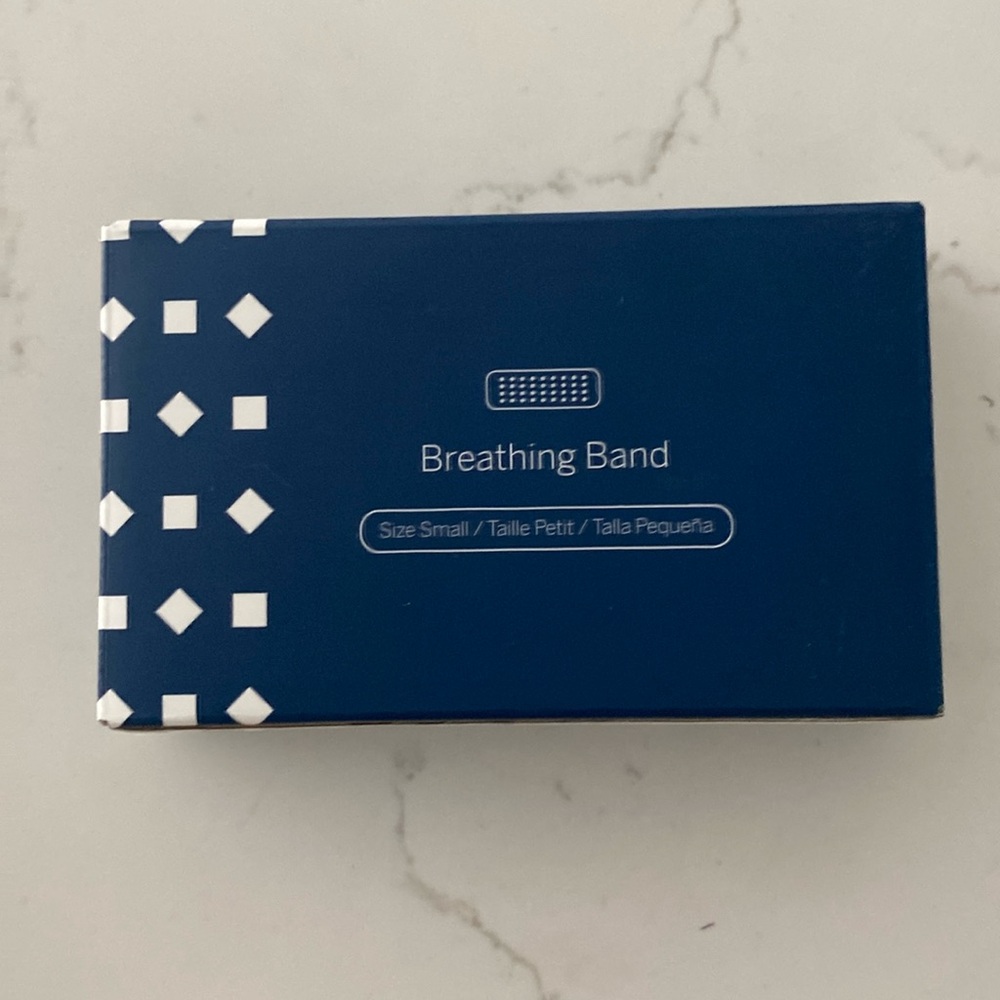 Breathing Band
Size Small / Taille Petit / Talla Pequeña